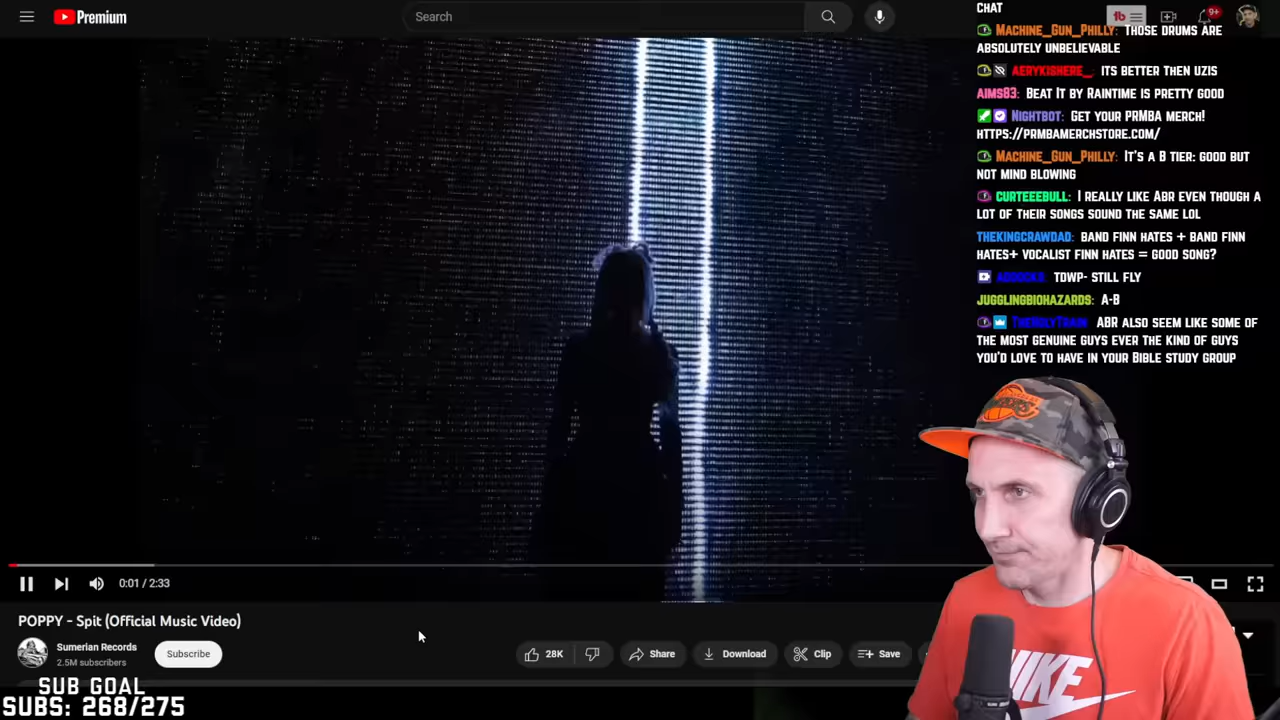 Premium
Search
9+
CHAT
MACHINE_GUN_PHILLY: THOSE DRUMS ARE
ABSOLUTELY UNBELIEVABLE
AERYKISHERE_: ITS BETTER THEN UZIS
AIMS83: BEAT IT BY RAINTIME IS PRETTY GOOD
NIGHTBOT: GET YOUR PRMBA MERCH!
HTTPS://PRMBAMERCHSTORE.COM/
MACHINE_GUN_PHILLY: IT'S A B TIER: GOOD BUT
NOT MIND BLOWING
CURTEEEBULL: I REALLY LIKE ABR EVEN THOUGH A
LOT OF THEIR SONGS SOUND THE SAME LOL
THEKINGCRAWDAD: BAND FINN HATES + BAND FINN
HATES+ VOCALIST FINN HATES = GOOD SONG?
TDWP- STILL FLY
JUGGLINGBIOHAZARDS: A-B
THEHOLYTRAIN: ABR ALSO SEEM LIKE SOME OF
THE MOST GENUINE GUYS EVER THE KIND OF GUYS
YOU'D LOVE TO HAVE IN YOUR BIBLE STUDY GROUP
0:01 / 2:33
POPPY - Spit (Official Music Video)
Sumerian Records
2.5M subscribers
Subscribe
28K
Share
Download
Clip
Save
SUB GOAL
SUBS: 268/275
NIKE